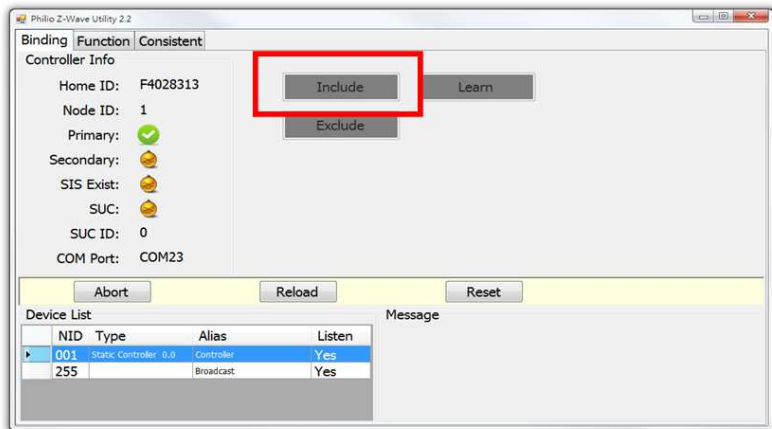 Philio Z-Wave Utility 2.2
Binding Function Consistent
Controller Info
Home ID: F4028313
Node ID: 1
Primary:
Secondary:
SIS Exist:
SUC:
SUC ID: 0
COM Port: COM23
Include Learn
Exclude
Abort Reload Reset
Device List
NID Type Alias Listen
001 Static Controler 0.0 Controller Yes
255 Broadcast Yes
Message